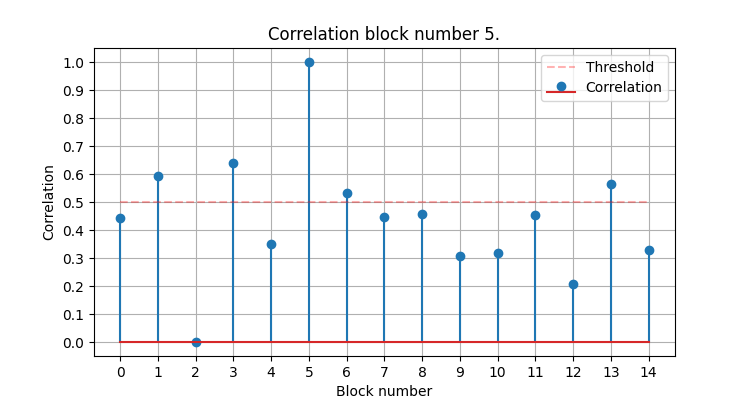 Correlation block number 5.
Threshold
Correlation
Correlation
1.0
0.9
0.8
0.7
0.6
0.5
0.4
0.3
0.2
0.1
0.0
0 1 2 3 4 5 6 7 8 9 10 11 12 13 14
Block number